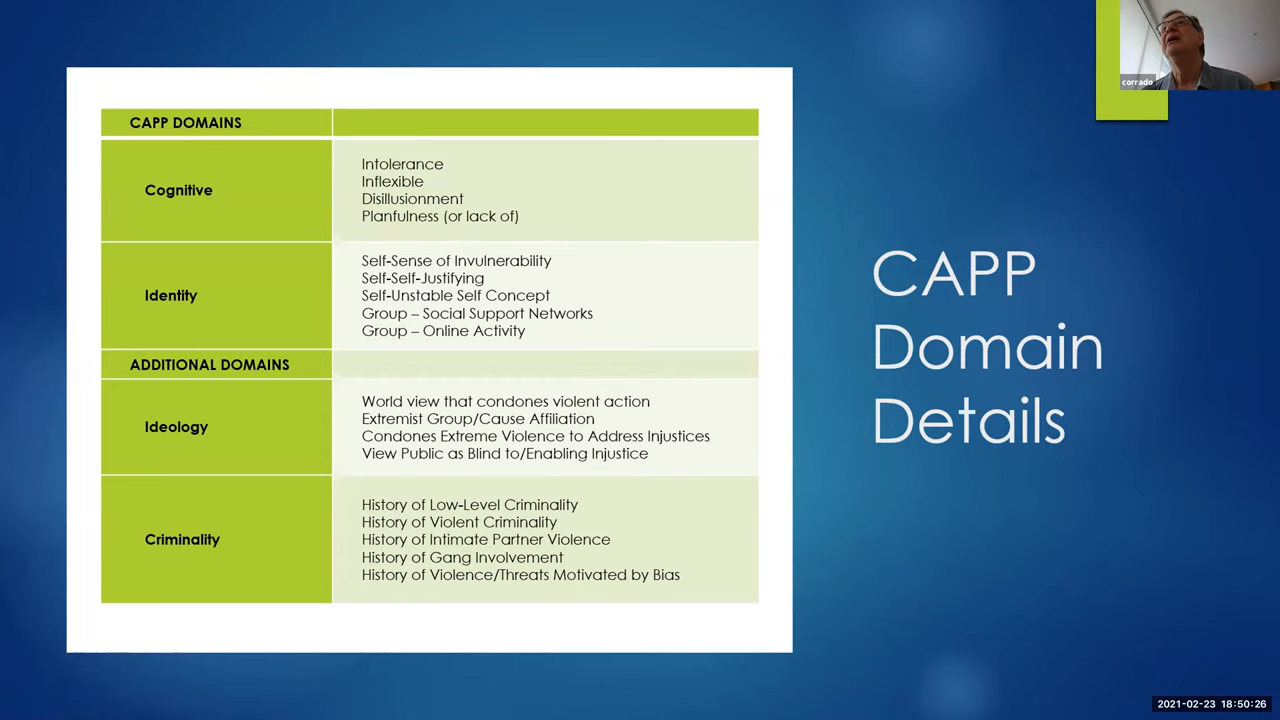 CAPP DOMAINS
Cognitive
Intolerance
Inflexible
Disillusionment
Planfulness (or lack of)
Identity
Self-Sense of Invulnerability
Self-Self-Justifying
Self-Unstable Self Concept
Group – Social Support Networks
Group – Online Activity
ADDITIONAL DOMAINS
Ideology
World view that condones violent action
Extremist Group/Cause Affiliation
Condones Extreme Violence to Address Injustices
View Public as Blind to/Enabling Injustice
Criminality
History of Low-Level Criminality
History of Violent Criminality
History of Intimate Partner Violence
History of Gang Involvement
History of Violence/Threats Motivated by Bias
CAPP
Domain
Details
corrado
2021-02-23 18:50:26